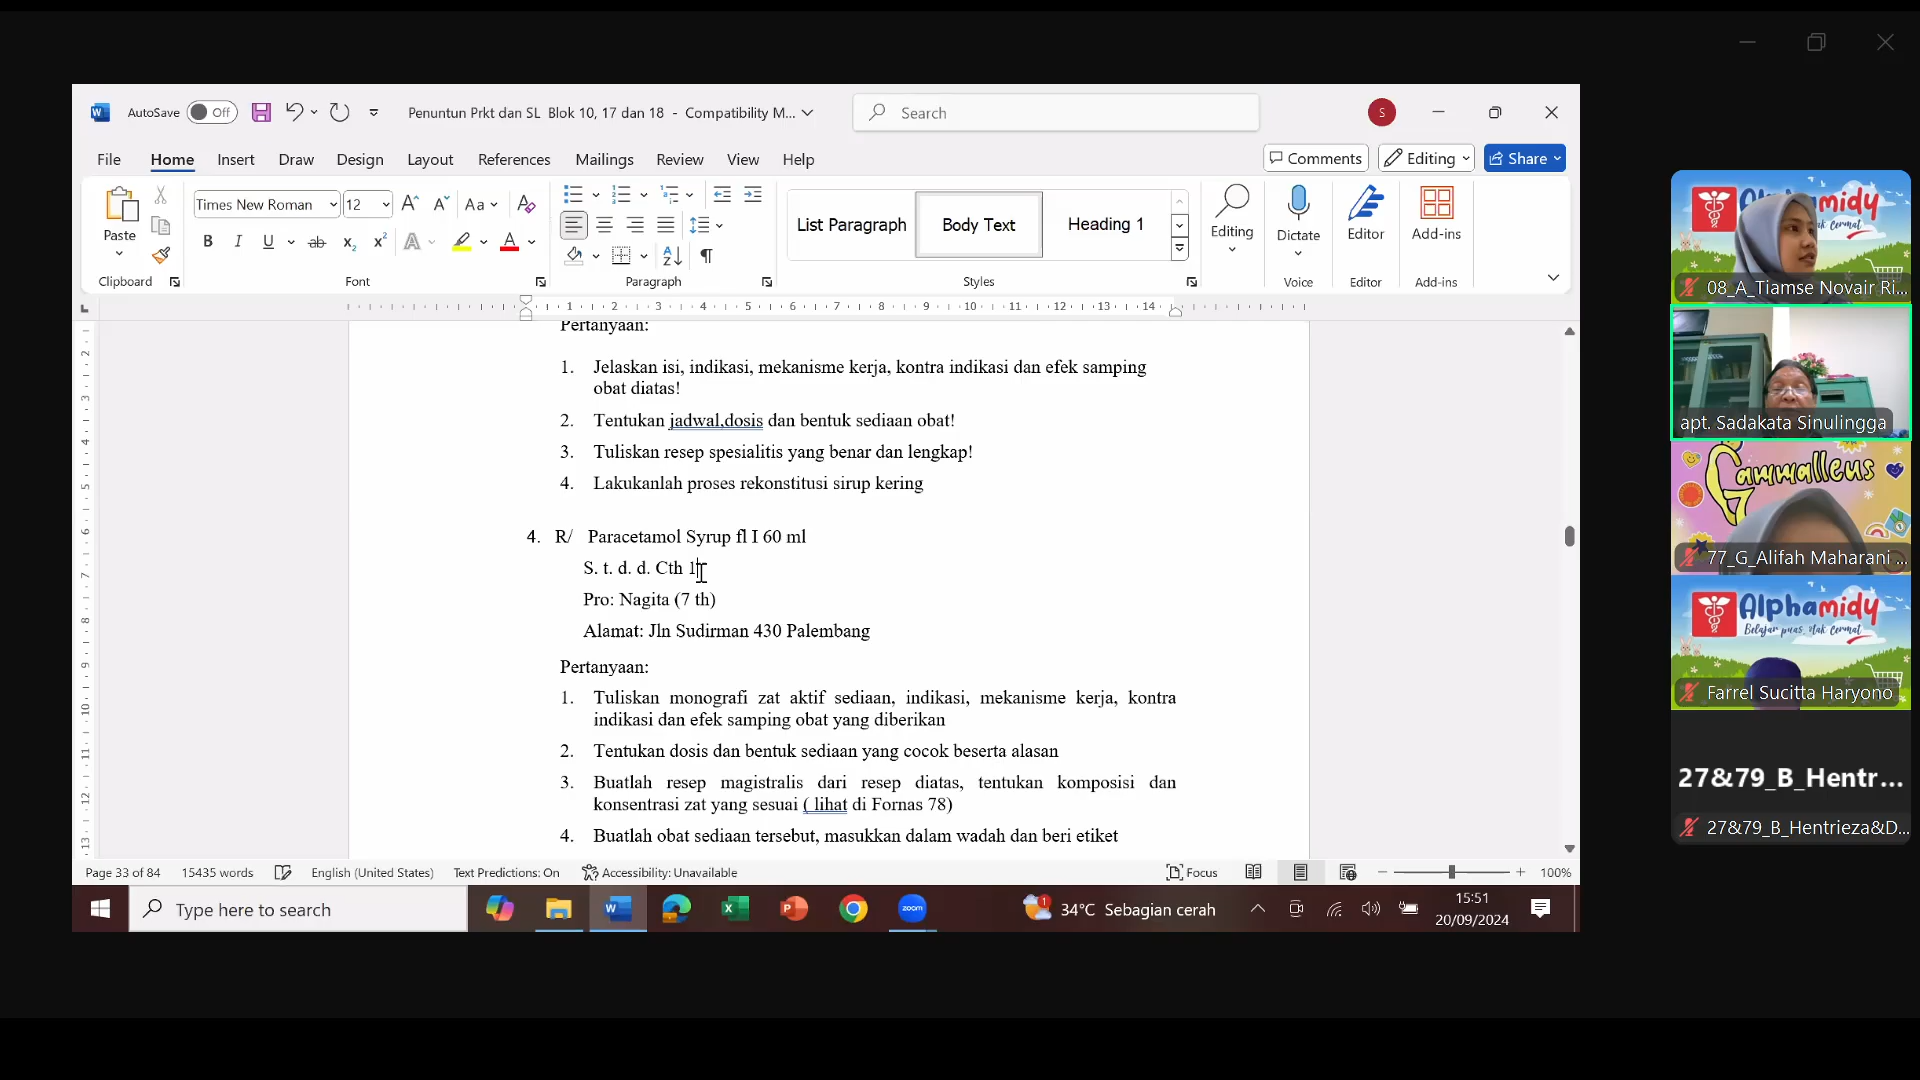 AutoSave Off Penuntun Prkt dan SL Blok 10, 17 dan 18 - Compatibility M... Search S
File Home Insert Draw Design Layout References Mailings Review View Help Comments Editing Share
Paste
Clipboard
Times New Roman 12
Font
Paragraph
List Paragraph Body Text Heading 1
Styles
Editing
Dictate
Voice
Editor
Editor
Add-ins
Add-ins
Pertanyaan:
1. Jelaskan isi, indikasi, mekanisme kerja, kontra indikasi dan efek samping
obat diatas!
2. Tentukan jadwal,dosis dan bentuk sediaan obat!
3. Tuliskan resep spesialitis yang benar dan lengkap!
4. Lakukanlah proses rekonstitusi sirup kering
4. R/ Paracetamol Syrup fl I 60 ml
S. t. d. d. Cth 1
Pro: Nagita (7 th)
Alamat: Jln Sudirman 430 Palembang
Pertanyaan:
1. Tuliskan monografi zat aktif sediaan, indikasi, mekanisme kerja, kontra
indikasi dan efek samping obat yang diberikan
2. Tentukan dosis dan bentuk sediaan yang cocok beserta alasan
3. Buatlah resep magistralis dari resep diatas, tentukan komposisi dan
konsentrasi zat yang sesuai ( lihat di Fornas 78)
4. Buatlah obat sediaan tersebut, masukkan dalam wadah dan beri etiket
Page 33 of 84 15435 words English (United States) Text Predictions: On Accessibility: Unavailable Focus 100%
Type here to search
34°C Sebagian cerah
15:51
20/09/2024
08_A_Tiamse Novair Ri...
apt. Sadakata Sinulingga
Gammalleus
77_G_Alifah Maharani ...
Alphamidy
Belajar puas, otak cermat
Farrel Sucitta Haryono
27&79_B_Hentr...
27&79_B_Hentrieza&D...